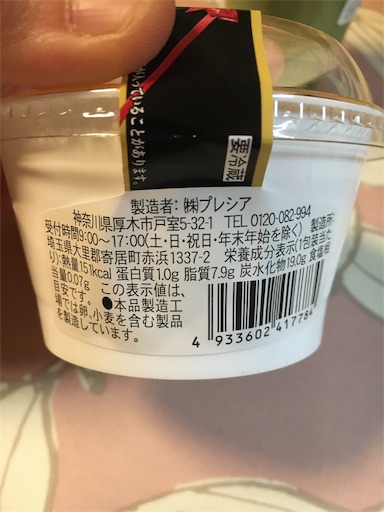 がはいっていることがあります。
要冷蔵
製造者:㈱プレシア
神奈川県厚木市戸室5-32-1 TEL 0120-082-994
受付時間9:00~17:00(土・日・祝日・年末年始を除く) 製造所:
埼玉県大里郡寄居町赤浜1337-2 栄養成分表示(1包装当た
り):熱量151kcal 蛋白質1.0g 脂質7.9g 炭水化物19.0g 食塩相
当量0.07g この表示値は、
目安です。 ●本品製造工
場では卵、小麦を含む製品
を製造しています。
4 933602 417784